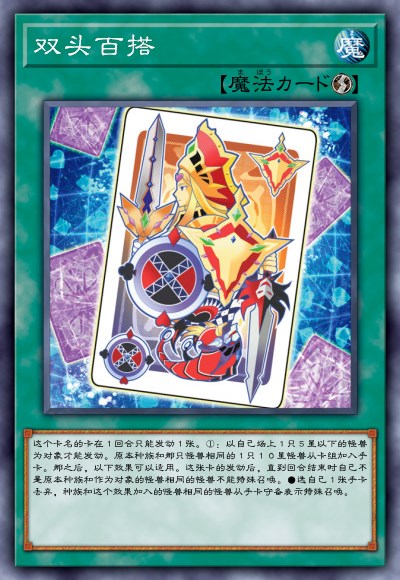 双头百搭
魔
【魔法カード】
まほう
这个卡名的卡在1回合只能发动1张。①：以自己场上1只5星以下的怪兽
为对象才能发动。原本种族和那只怪兽相同的1只10星怪兽从卡组加入手
卡。那之后，以下效果可以适用。这张卡的发动后，直到回合结束时自己不
是原本种族和作为对象的怪兽相同的怪兽不能特殊召唤。●选自己1张手卡
丢弃，种族和这个效果加入的怪兽相同的怪兽从手卡守备表示特殊召唤。